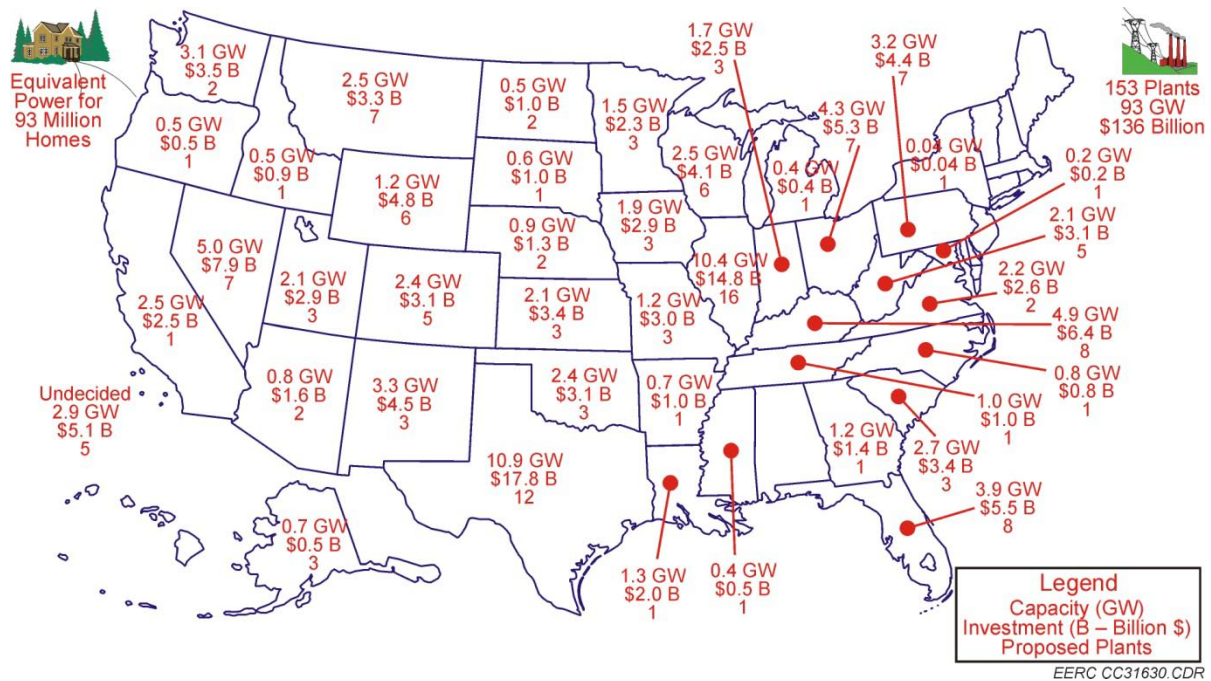 Equivalent
Power for
93 Million
Homes
153 Plants
93 GW
$136 Billion
3.1 GW
$3.5 B
2
0.5 GW
$0.5 B
1
0.5 GW
$0.9 B
1
2.5 GW
$3.3 B
7
0.5 GW
$1.0 B
2
0.6 GW
$1.0 B
1
1.2 GW
$4.8 B
6
0.9 GW
$1.3 B
2
1.5 GW
$2.3 B
3
2.5 GW
$4.1 B
6
1.9 GW
$2.9 B
3
0.4 GW
$0.4 B
1
1.7 GW
$2.5 B
3
4.3 GW
$5.3 B
7
3.2 GW
$4.4 B
7
0.04 GW
$0.04 B
1
0.2 GW
$0.2 B
1
2.1 GW
$3.1 B
5
2.2 GW
$2.6 B
2
4.9 GW
$6.4 B
8
0.8 GW
$0.8 B
1
1.0 GW
$1.0 B
1
2.7 GW
$3.4 B
3
3.9 GW
$5.5 B
8
1.2 GW
$1.4 B
1
0.4 GW
$0.5 B
1
1.3 GW
$2.0 B
1
5.0 GW
$7.9 B
7
2.5 GW
$2.5 B
1
2.1 GW
$2.9 B
3
2.4 GW
$3.1 B
5
2.1 GW
$3.4 B
3
1.2 GW
$3.0 B
3
10.4 GW
$14.8 B
16
0.8 GW
$1.6 B
2
3.3 GW
$4.5 B
3
2.4 GW
$3.1 B
3
0.7 GW
$1.0 B
1
10.9 GW
$17.8 B
12
Undecided
2.9 GW
$5.1 B
5
0.7 GW
$0.5 B
3
Legend
Capacity (GW)
Investment (B – Billion $)
Proposed Plants
EERC CC31630.CDR